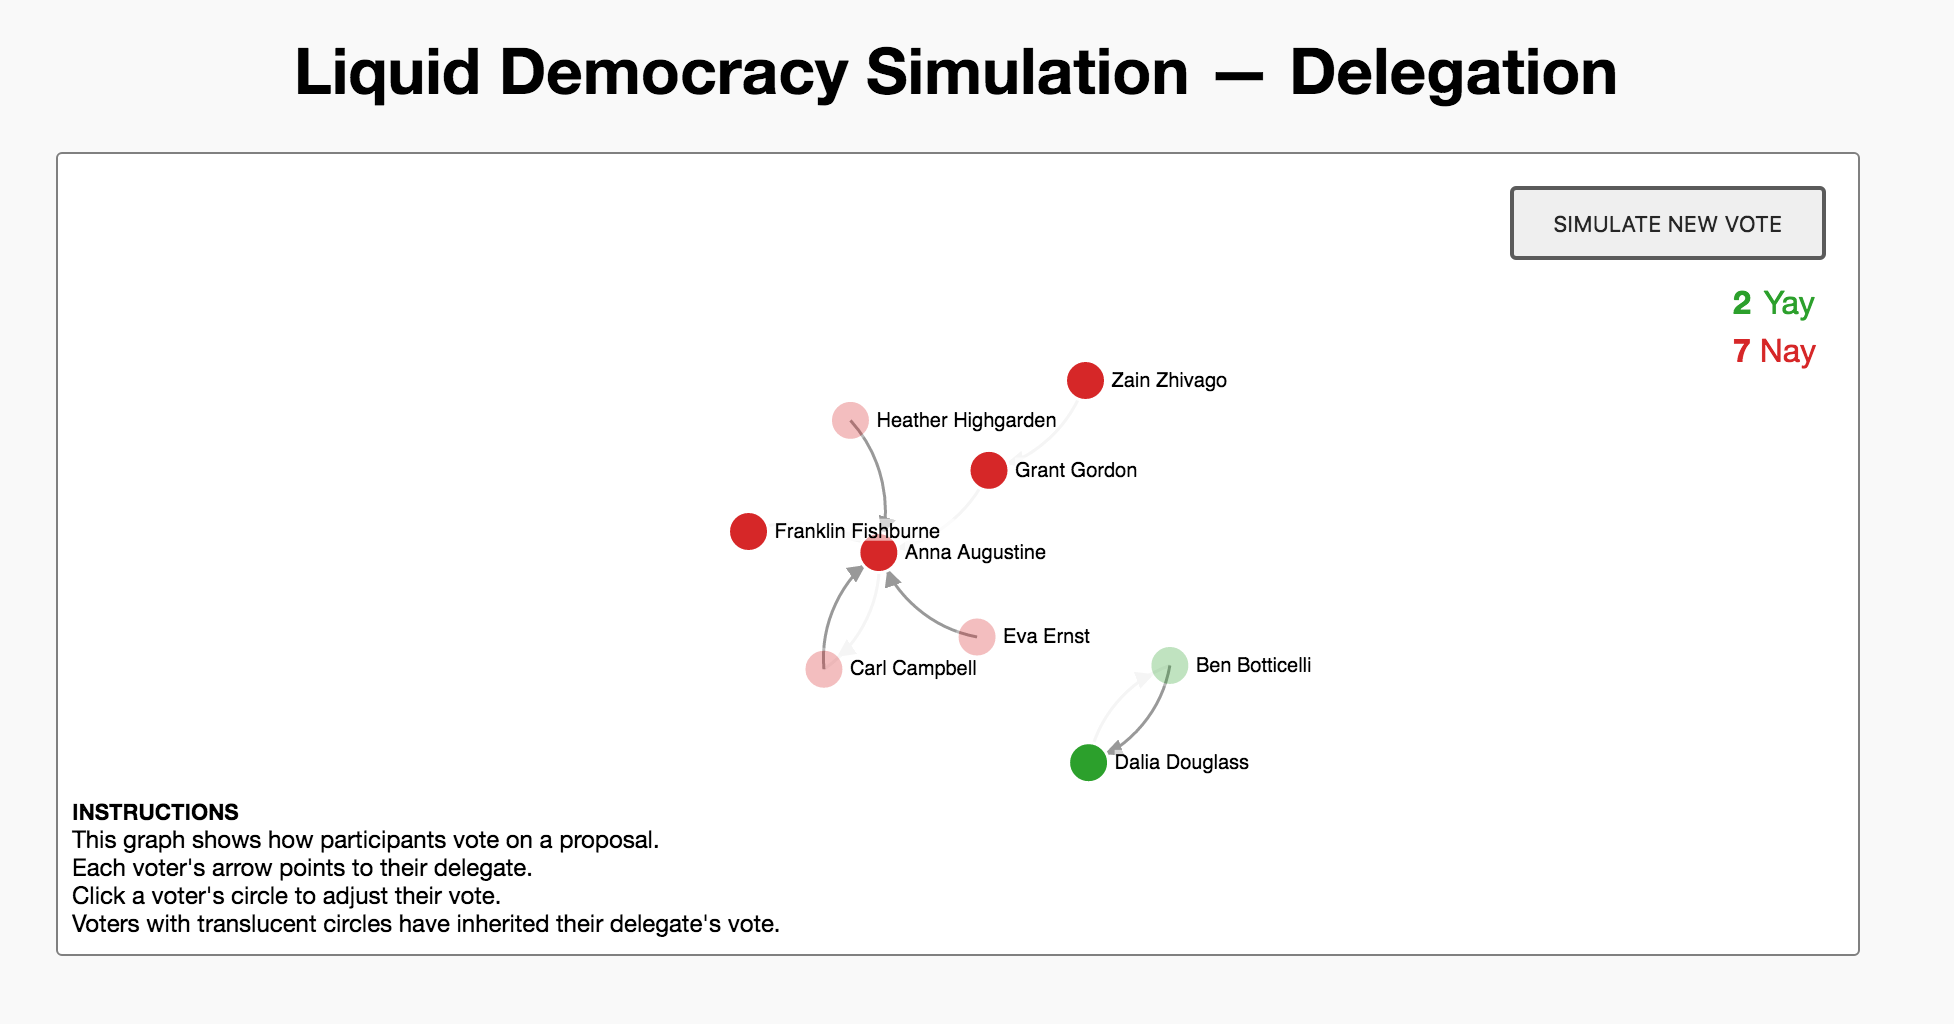 Liquid Democracy Simulation — Delegation
SIMULATE NEW VOTE
2 Yay
7 Nay
Zain Zhivago
Heather Highgarden
Grant Gordon
Franklin Fishburne
Anna Augustine
Eva Ernst
Carl Campbell
Ben Botticelli
Dalia Douglass
INSTRUCTIONS
This graph shows how participants vote on a proposal.
Each voter's arrow points to their delegate.
Click a voter's circle to adjust their vote.
Voters with translucent circles have inherited their delegate's vote.